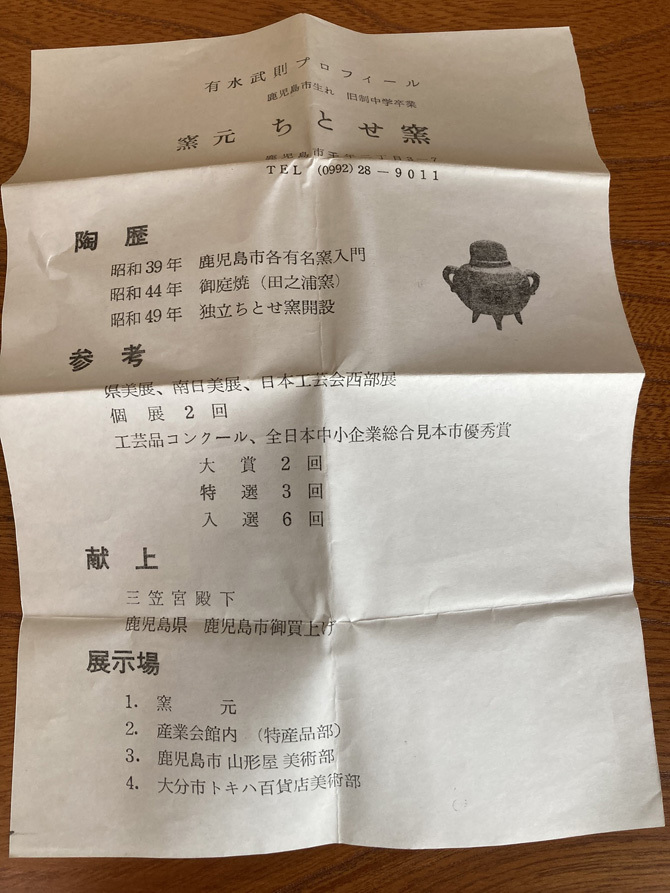 有水武則プロフィール
鹿児島市生れ 旧制中学卒業
窯元 ちとせ窯
鹿児島市
TEL (0992) 28-9011
陶歴
昭和39年 鹿児島市各有名窯入門
昭和44年 御庭焼(田之浦窯)
昭和49年 独立ちとせ窯開設
参考
県美展、南日美展、日本工芸会西部展
個展2回
工芸品コンクール、全日本中小企業総合見本市優秀賞
大賞2回
特選3回
入選6回
献上
三笠宮殿下
鹿児島県 鹿児島市御買上げ
展示場
1. 窯元
2. 産業会館内 (特産品部)
3. 鹿児島市山形屋美術部
4. 大分市トキハ百貨店美術部